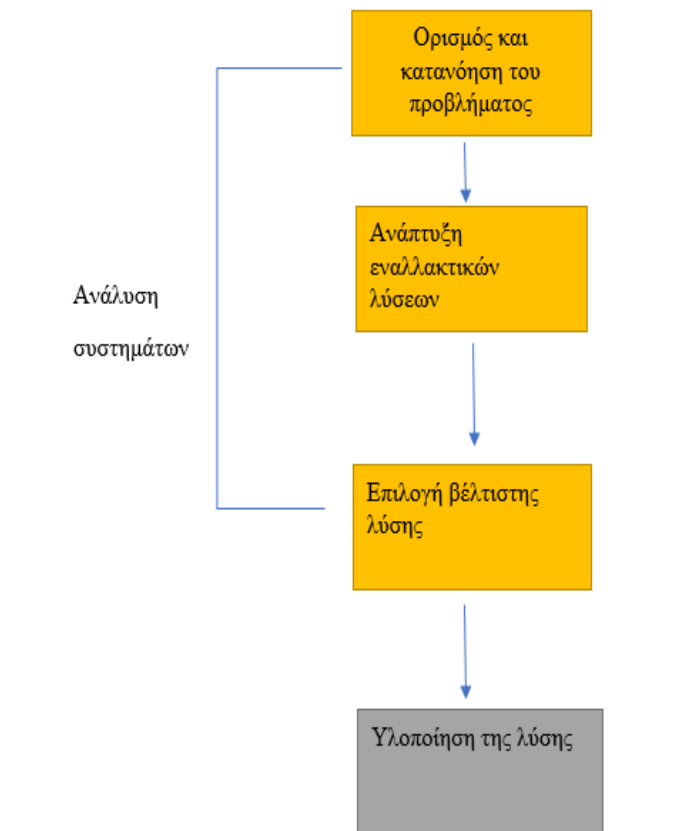 Ορισμός και
κατανόηση του
προβλήματος
Ανάπτυξη
εναλλακτικών
λύσεων
Ανάλυση
συστημάτων
Επιλογή βέλτιστης
λύσης
Υλοποίηση της λύσης